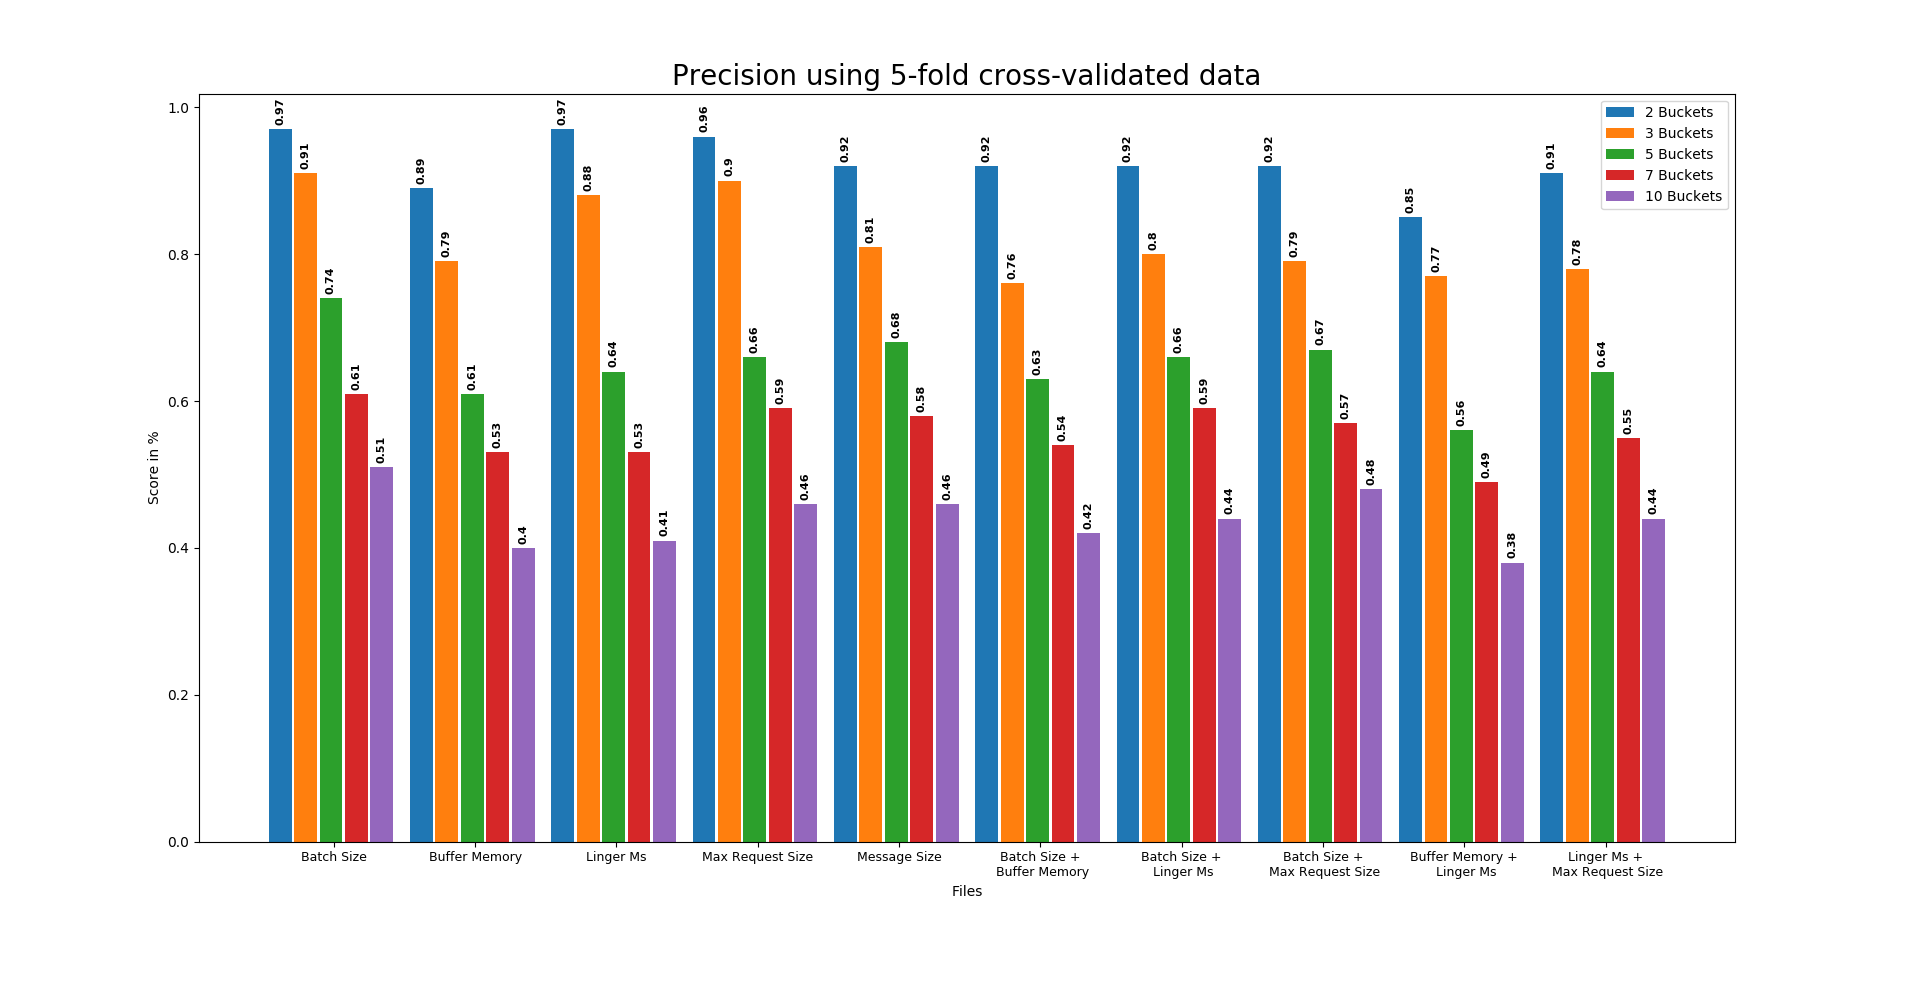 Precision using 5-fold cross-validated data
1.0
0.8
0.6
0.4
0.2
0.0
Score in %
2 Buckets
3 Buckets
5 Buckets
7 Buckets
10 Buckets
0.97
0.91
0.74
0.61
0.51
0.89
0.79
0.61
0.53
0.4
0.97
0.88
0.64
0.53
0.41
0.96
0.9
0.66
0.59
0.46
0.92
0.81
0.68
0.58
0.46
0.92
0.76
0.63
0.54
0.42
0.92
0.8
0.66
0.59
0.44
0.92
0.79
0.67
0.57
0.48
0.85
0.77
0.56
0.49
0.38
0.91
0.78
0.64
0.55
0.44
Batch Size
Buffer Memory
Linger Ms
Max Request Size
Message Size
Batch Size +
Buffer Memory
Batch Size +
Linger Ms
Batch Size +
Max Request Size
Buffer Memory +
Linger Ms
Linger Ms +
Max Request Size
Files